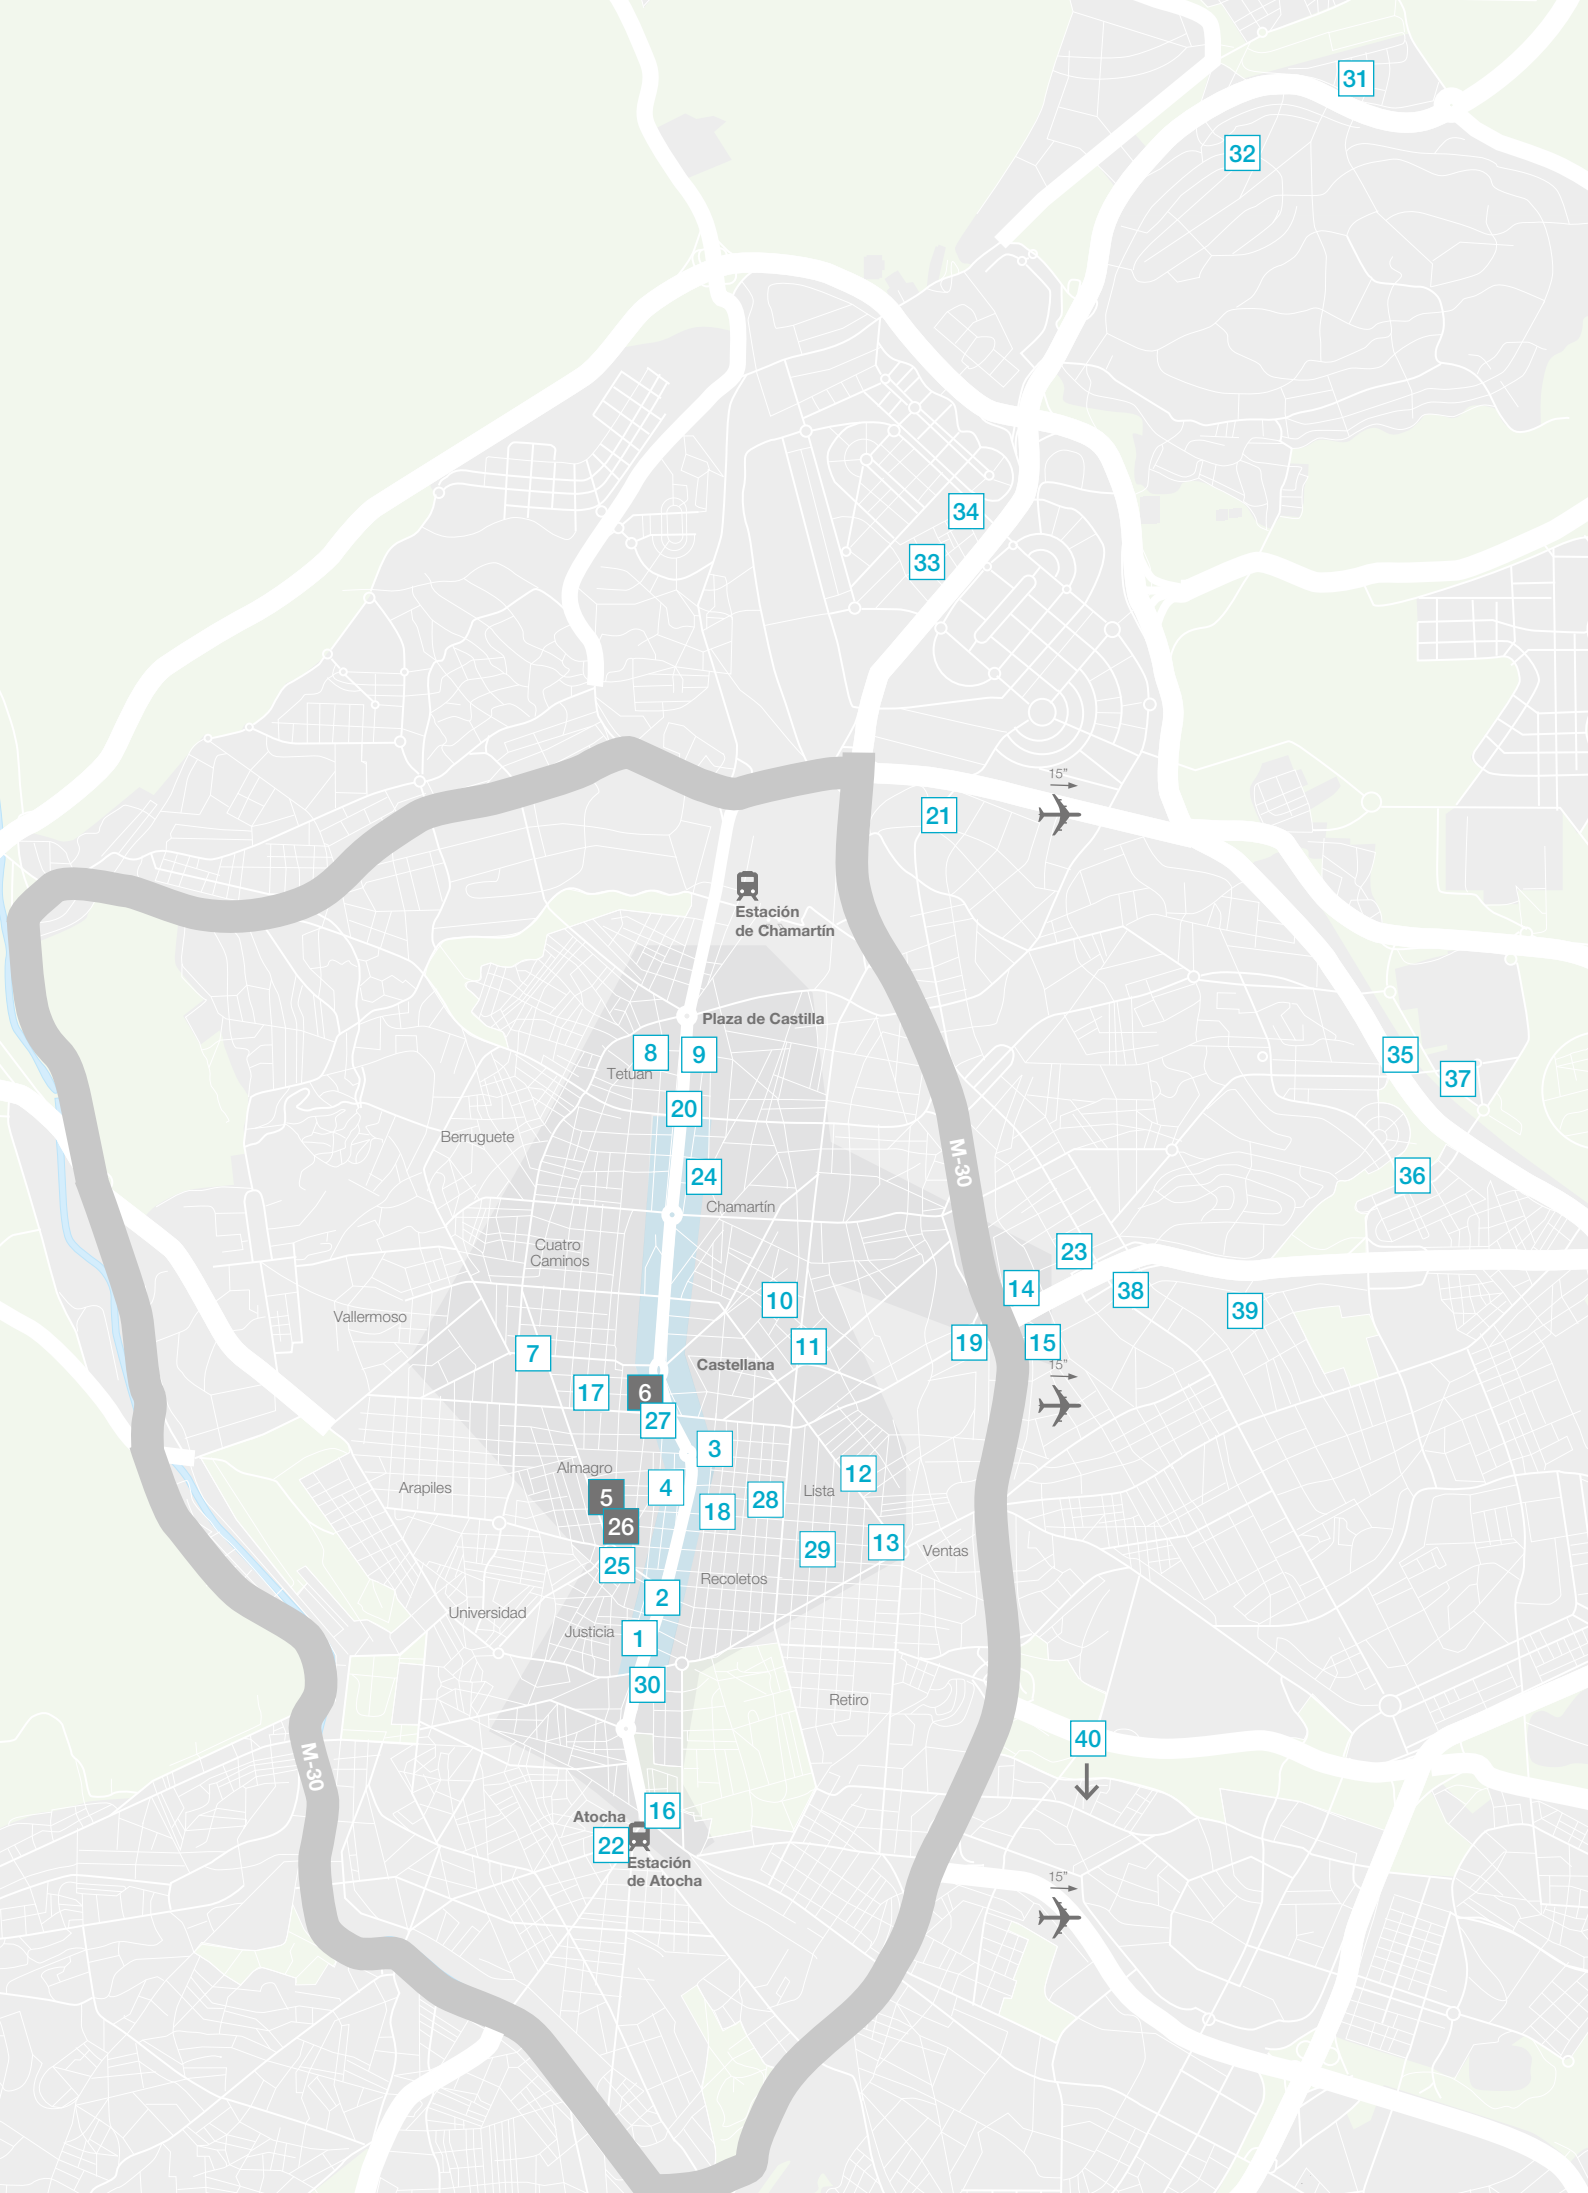 31
32
34
33
15"
21
Estación
de Chamartín
Plaza de Castilla
8
9
Tetuán
35
37
20
Berruguete
M-30
24
36
Chamartín
Cuatro
Caminos
23
14
38
10
39
Vallermoso
19
15
11
7
15"
Castellana
17
6
27
3
Almagro
12
4
Arapiles
Lista
5
28
18
26
13
29
Ventas
25
Recoletos
2
Universidad
Justicia
1
30
Retiro
40
M-30
16
Atocha
22
Estación
de Atocha
15"